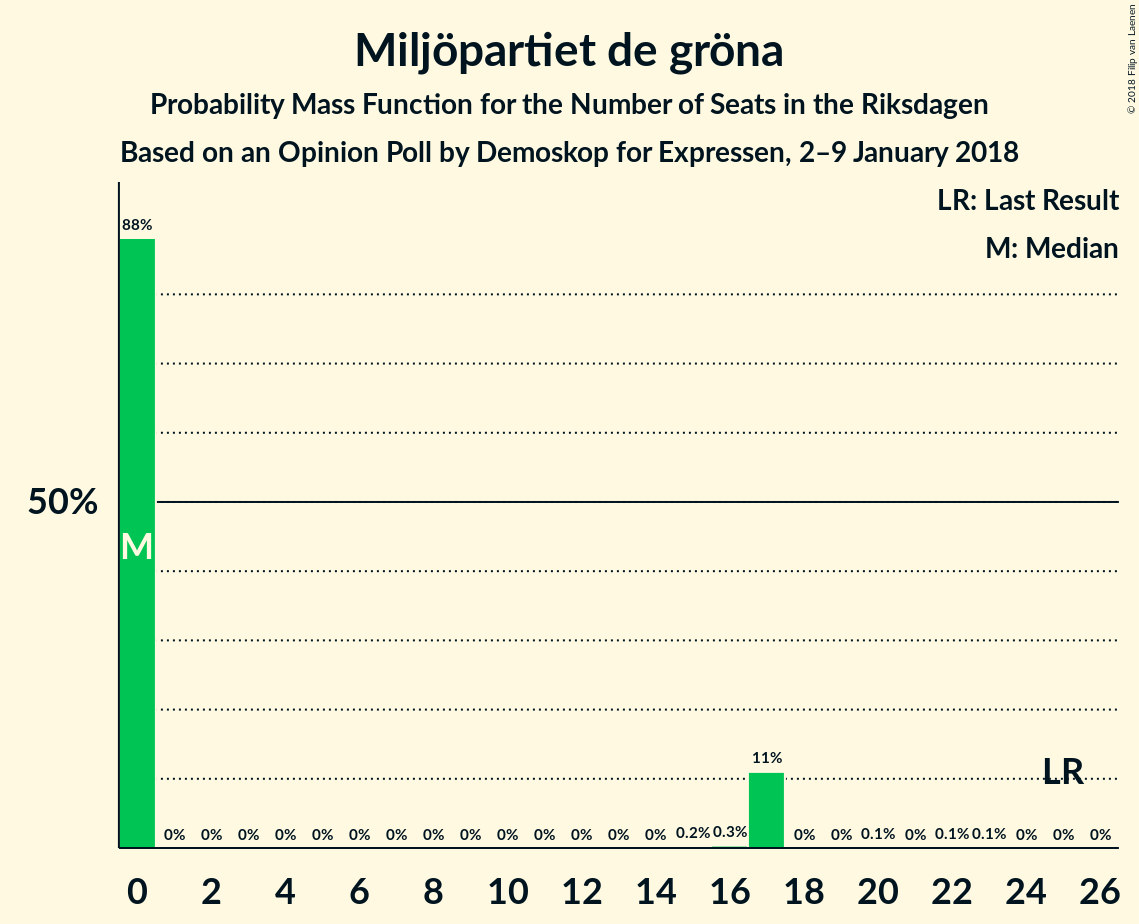 Miljöpartiet de gröna
Probability Mass Function for the Number of Seats in the Riksdagen
Based on an Opinion Poll by Demoskop for Expressen, 2–9 January 2018
© 2018 Filip van Laenen
LR: Last Result
M: Median
88%
50%
M
11%
LR
0% 0% 0% 0% 0% 0% 0% 0% 0% 0% 0% 0% 0% 0% 0.2% 0.3% 0% 0% 0.1% 0% 0.1% 0.1% 0% 0% 0%
0 2 4 6 8 10 12 14 16 18 20 22 24 26